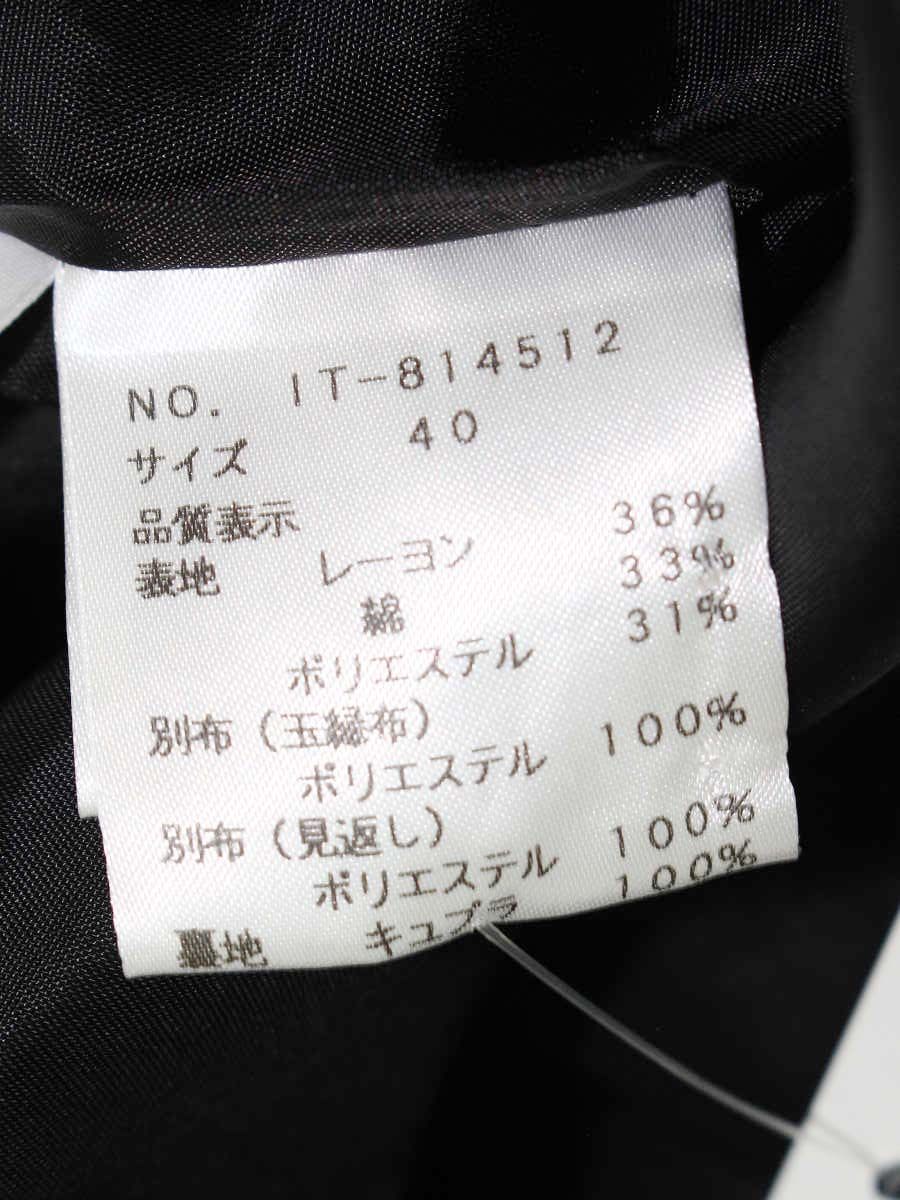 NO. IT-814512
サイズ 40
品質表示
表地 レーヨン 36%
綿 33%
ポリエステル 31%
別布(玉縁布)
ポリエステル 100%
別布(見返し)
ポリエステル 100%
裏地 キュプラ 100%